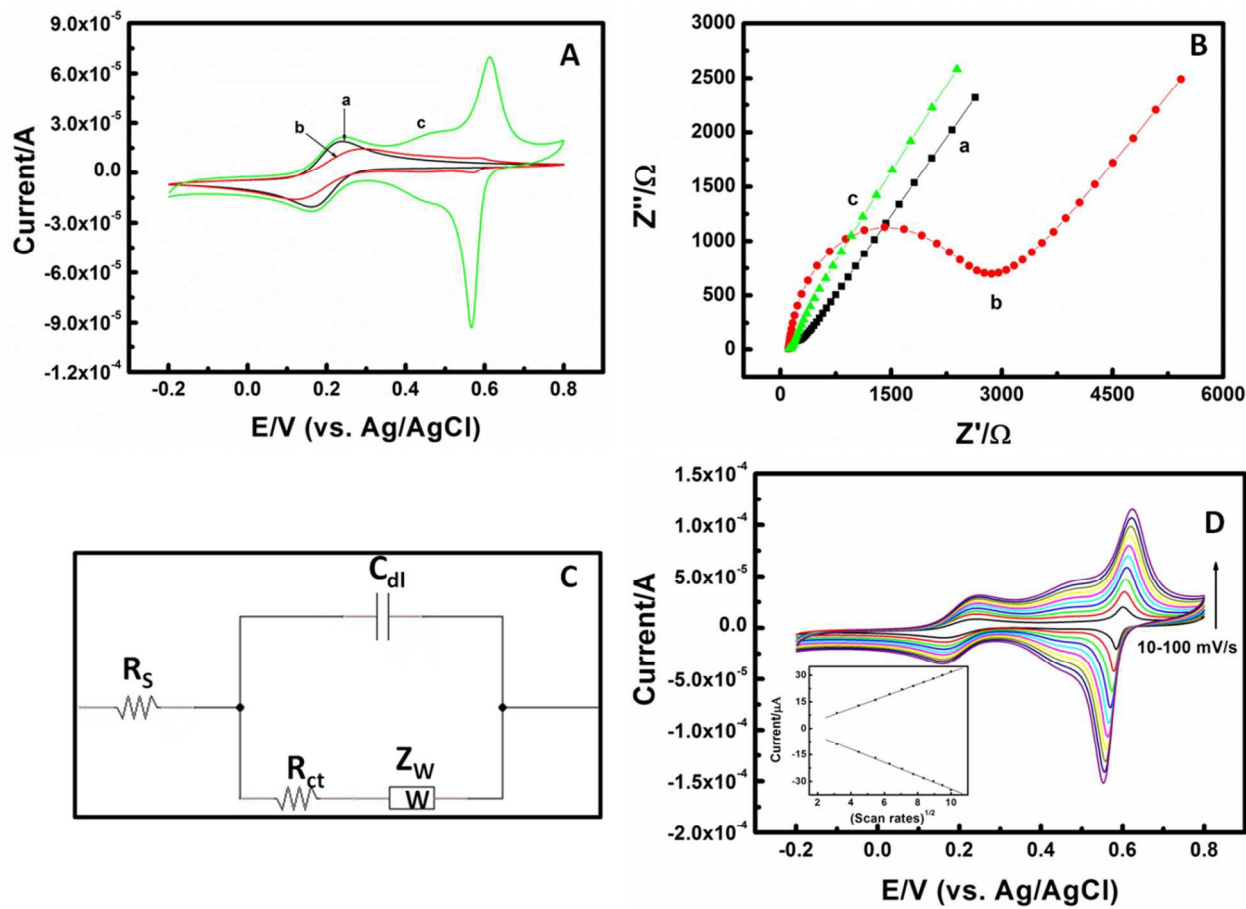 9.0x10⁻⁵
6.0x10⁻⁵
3.0x10⁻⁵
0.0
-3.0x10⁻⁵
-6.0x10⁻⁵
-9.0x10⁻⁵
-1.2x10⁻⁴
Current/A
A
a
b
c
-0.2 0.0 0.2 0.4 0.6 0.8
E/V (vs. Ag/AgCl)
3000
2500
2000
1500
1000
500
0
Z"/Ω
B
a
c
b
0 1500 3000 4500 6000
Z'/Ω
C
C_dl
R_S
R_ct
Z_W
W
1.5x10⁻⁴
1.0x10⁻⁴
5.0x10⁻⁵
0.0
-5.0x10⁻⁵
-1.0x10⁻⁴
-1.5x10⁻⁴
-2.0x10⁻⁴
Current/A
D
10-100 mV/s
30
15
0
-15
-30
Current/μA
2 4 6 8 10
(Scan rates)^1/2
-0.2 0.0 0.2 0.4 0.6 0.8
E/V (vs. Ag/AgCl)